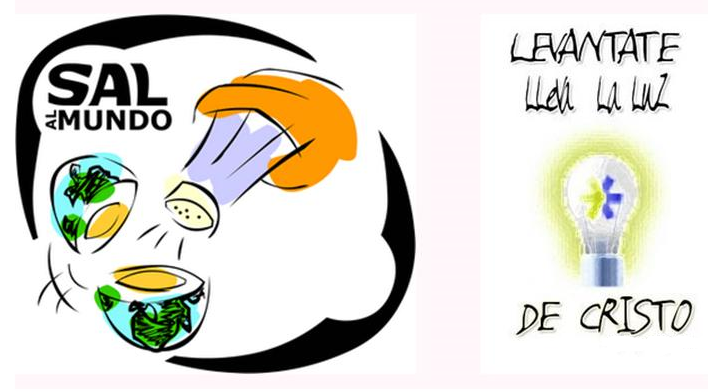 SAL
AL MUNDO
LEVANTATE
LLeVA LA LUZ
DE CRISTO